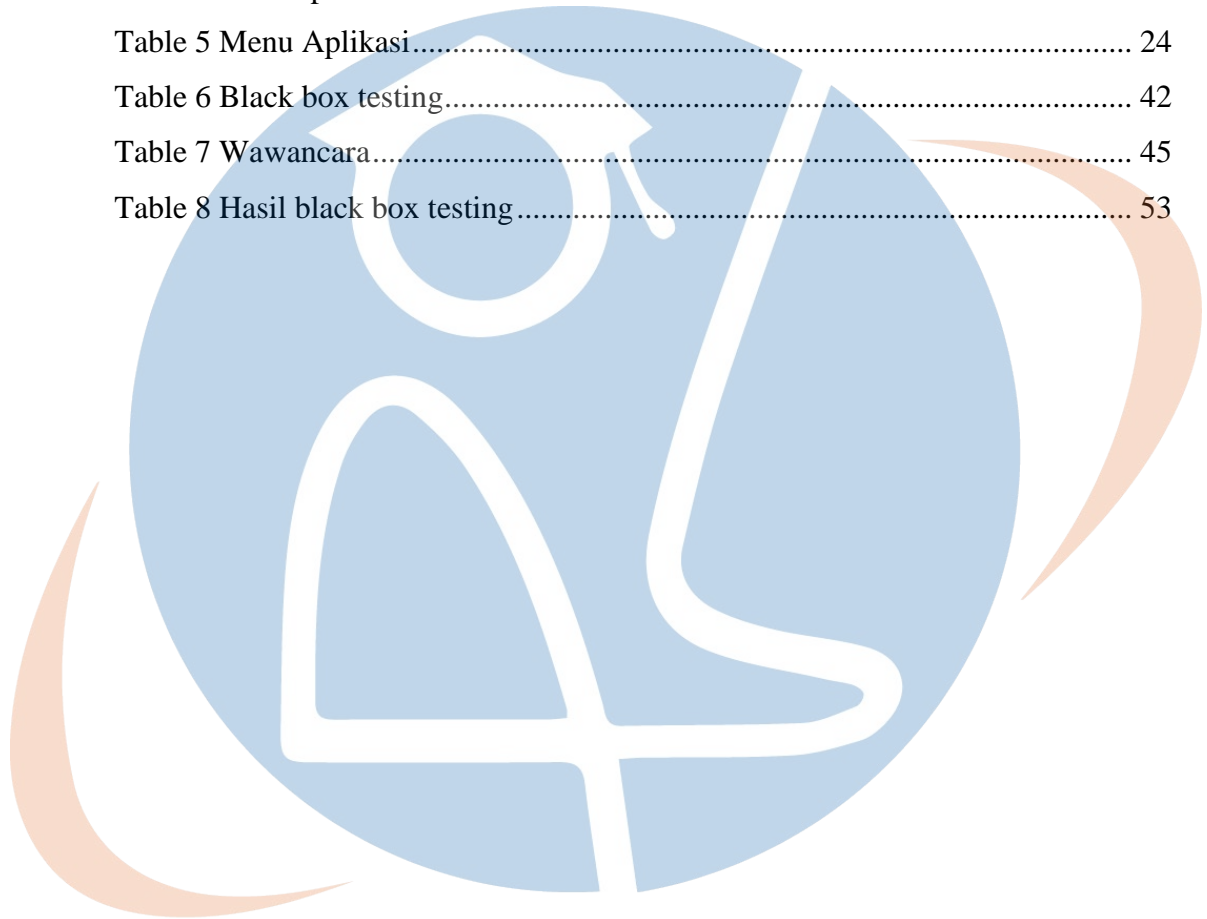 Table 5 Menu Aplikasi........................................................................................ 24
Table 6 Black box testing.................................................................................... 42
Table 7 Wawancara............................................................................................. 45
Table 8 Hasil black box testing........................................................................... 53